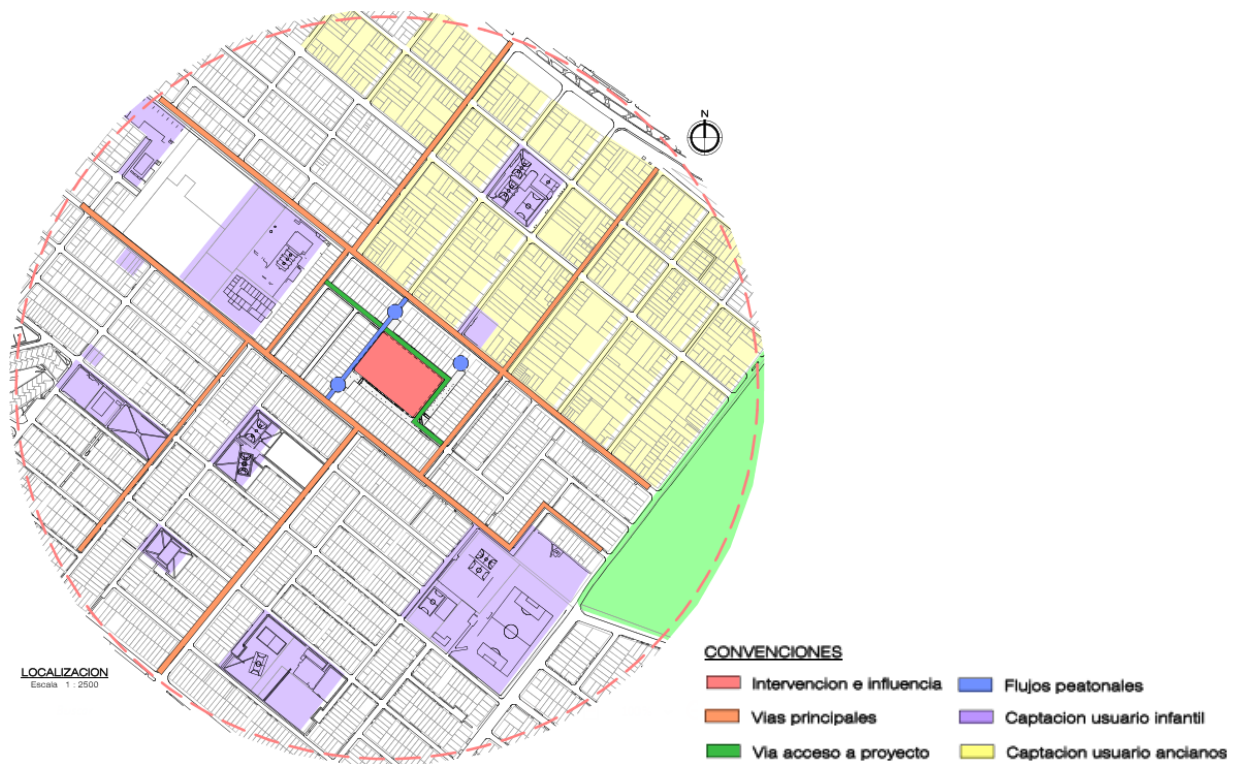 N
LOCALIZACION
Escala 1 : 2500
CONVENCIONES
Intervencion e influencia
Flujos peatonales
Vias principales
Captacion usuario infantil
Via acceso a proyecto
Captacion usuario ancianos